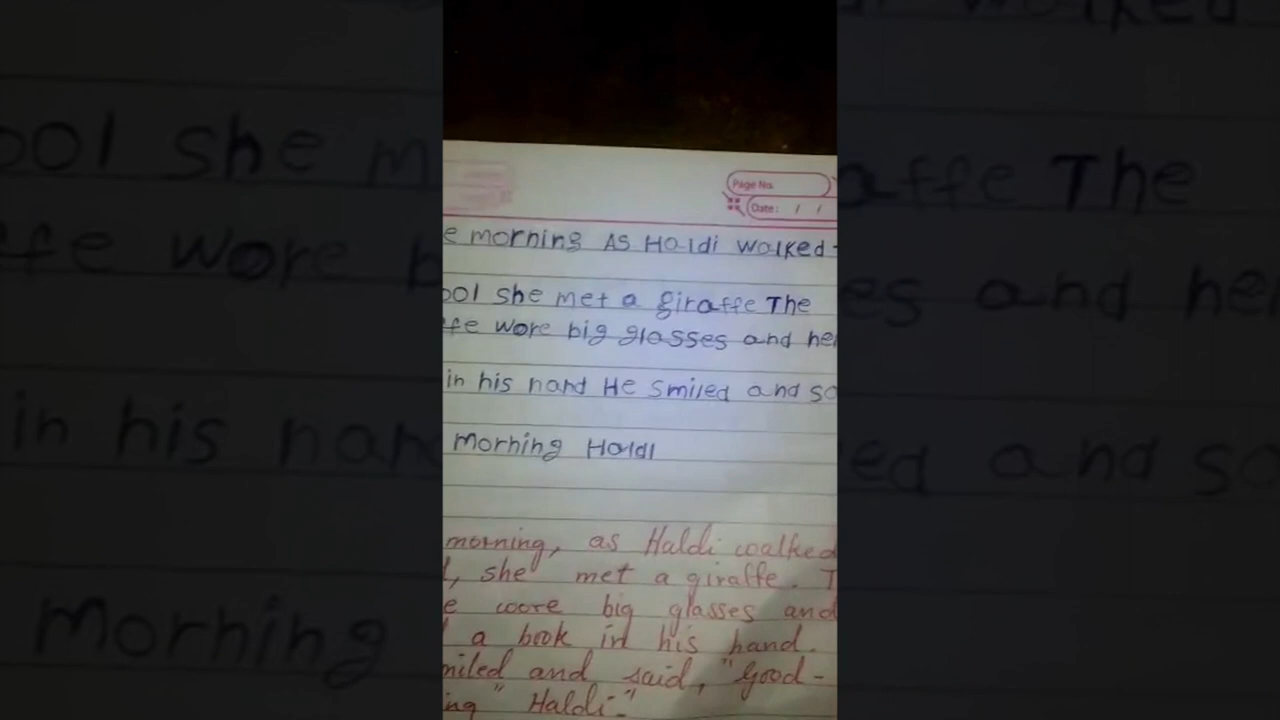 Page No.
Date: / /
e morning As Haldi walked
ool she met a giraffe The
ffe wore big glasses and he
in his hand He smiled and sa
morning Haldi
morning, as Haldi walked
l, she met a giraffe. T
e wore big glasses and
a book in his hand.
miled and said, "Good-
ing" Haldi."